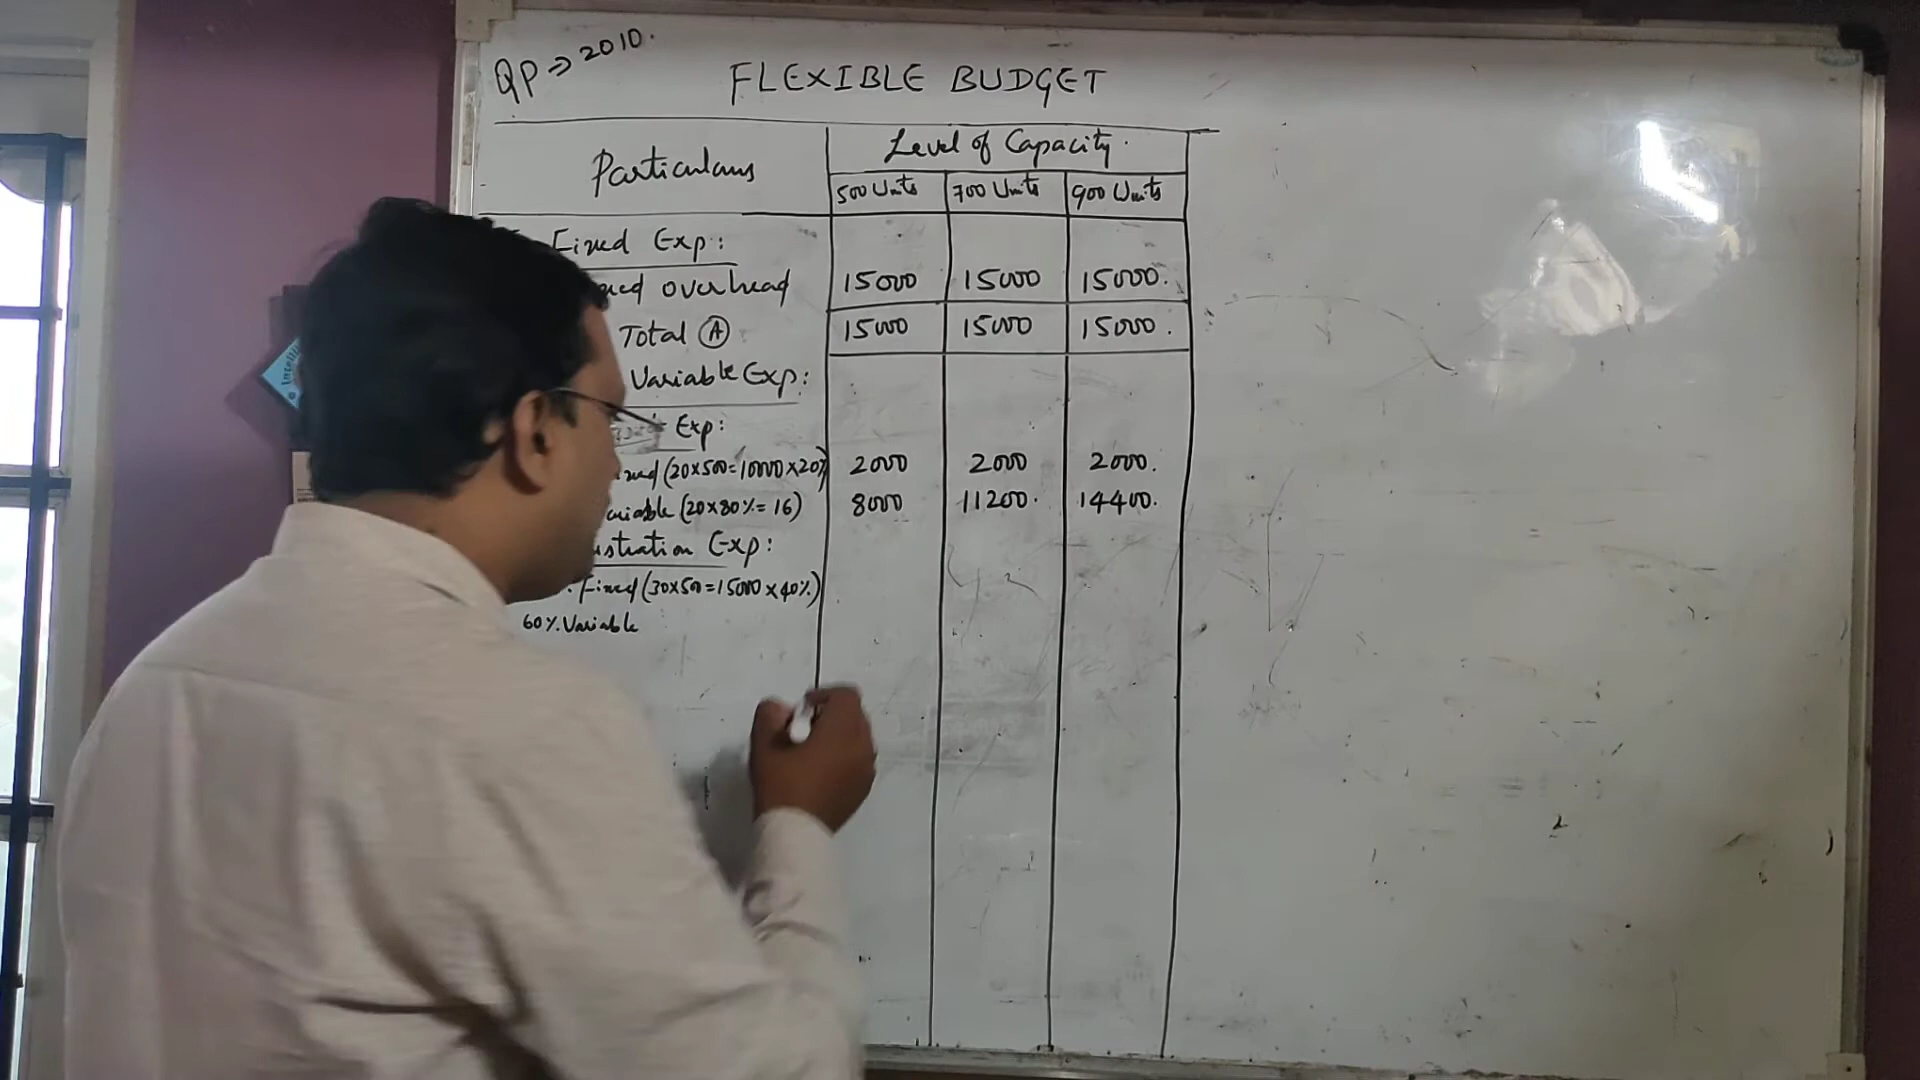 QP ⇒ 2010.
FLEXIBLE BUDGET
Particulars
Level of Capacity.
500 Units 700 Units 900 Units
Fixed Exp:
overhead 15000 15000 15000.
Total Ⓐ 15000 15000 15000.
Variable Exp:
Exp:
(20×500=10000×20% 2000 2000 2000.
(20×80%=16) 8000 11200. 14400.
Exp:
Fixed (30×500=15000×40%)
60% Variable